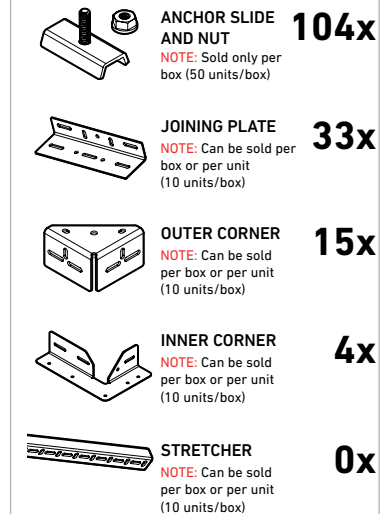 ANCHOR SLIDE
AND NUT
104x
NOTE: Sold only per
box (50 units/box)
JOINING PLATE
33x
NOTE: Can be sold per
box or per unit
(10 units/box)
OUTER CORNER
15x
NOTE: Can be sold
per box or per unit
(10 units/box)
INNER CORNER
4x
NOTE: Can be sold
per box or per unit
(10 units/box)
STRETCHER
0x
NOTE: Can be sold
per box or per unit
(10 units/box)